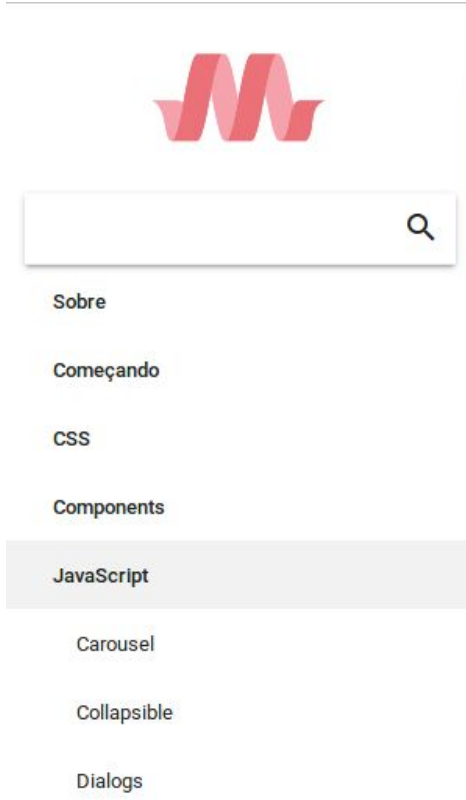 Sobre
Começando
CSS
Components
JavaScript
Carousel
Collapsible
Dialogs